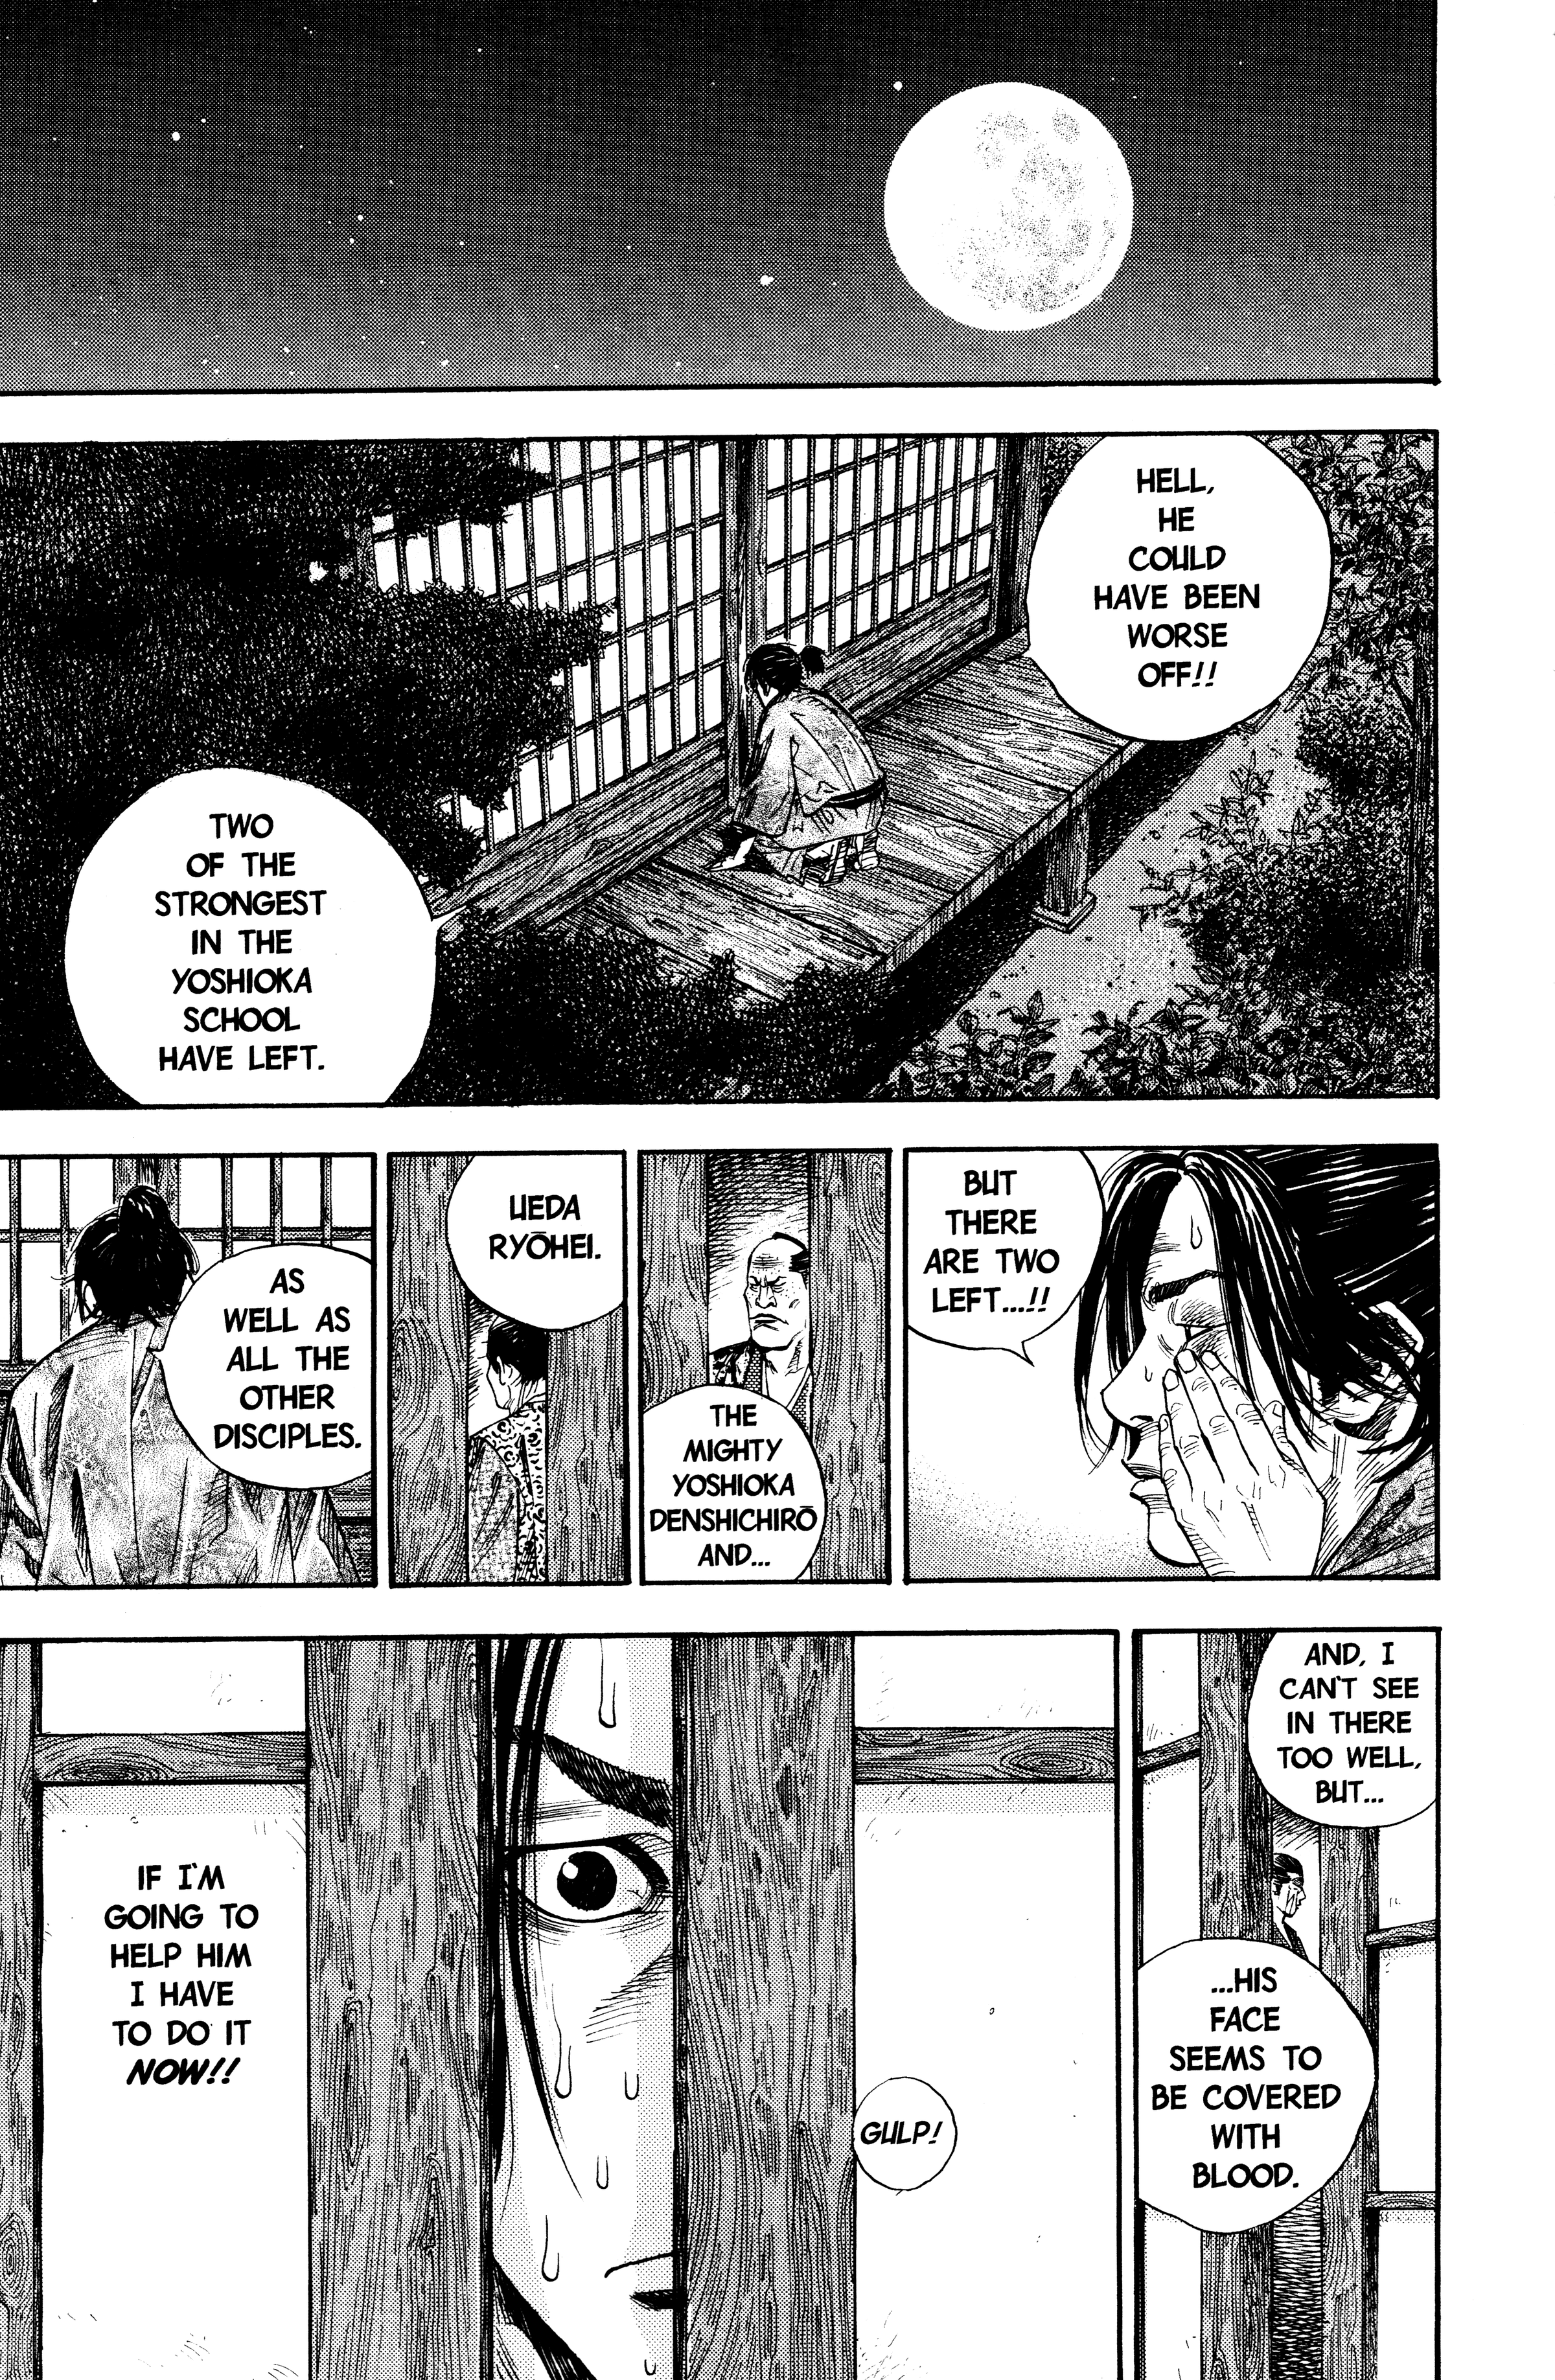 HELL,
HE
COULD
HAVE BEEN
WORSE
OFF!!
TWO
OF THE
STRONGEST
IN THE
YOSHIOKA
SCHOOL
HAVE LEFT.
BUT
THERE
ARE TWO
LEFT...!!
THE
MIGHTY
YOSHIOKA
DENSHICHIRŌ
AND...
UEDA
RYŌHEI.
AS
WELL AS
ALL THE
OTHER
DISCIPLES.
AND, I
CAN'T SEE
IN THERE
TOO WELL,
BUT...
...HIS
FACE
SEEMS TO
BE COVERED
WITH
BLOOD.
GULP!
IF I'M
GOING TO
HELP HIM
I HAVE
TO DO IT
NOW!!